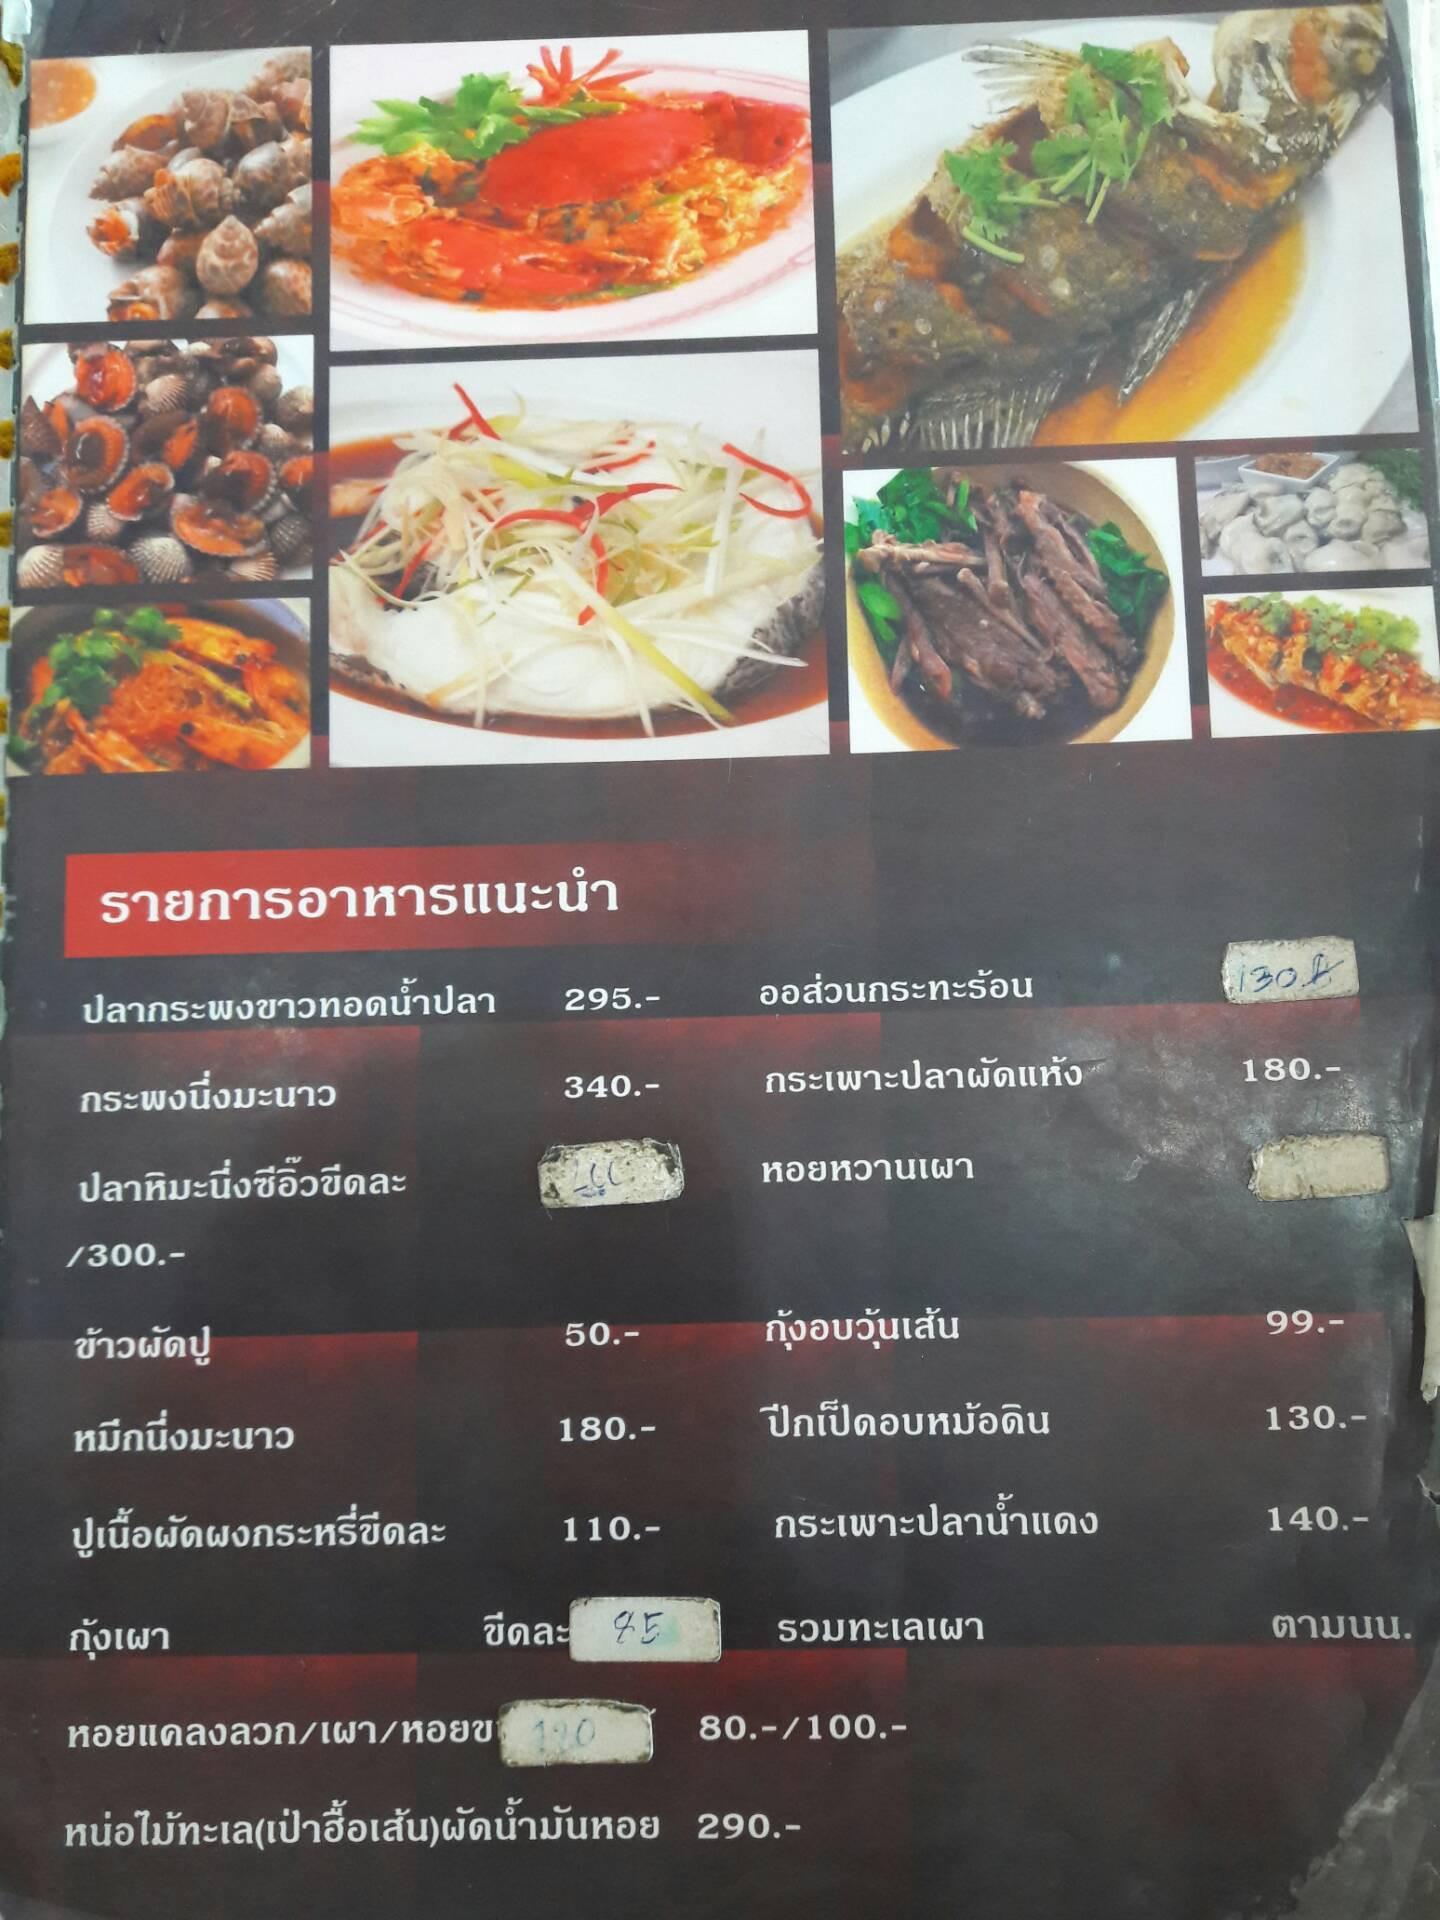 รายการอาหารแนะนำ
ปลากระพงขาวทอดน้ำปลา 295.-
กระพงนึ่งมะนาว 340.-
ปลาหิมะนึ่งซีอิ๊วขีดละ
/300.-
ข้าวผัดปู 50.-
หมึกนึ่งมะนาว 180.-
ปูเนื้อผัดผงกระหรี่ขีดละ 110.-
กุ้งเผา ขีดละ
หอยแคลงลวก/เผา/หอยข 80.-/100.-
หน่อไม้ทะเล(เป่าฮื้อเส้น)ผัดน้ำมันหอย 290.-
ออส่วนกระทะร้อน 130
กระเพาะปลาผัดแห้ง 180.-
หอยหวานเผา
กุ้งอบวุ้นเส้น 99.-
ปีกเป็ดอบหม้อดิน 130.-
กระเพาะปลาน้ำแดง 140.-
รวมทะเลเผา ตามนน.